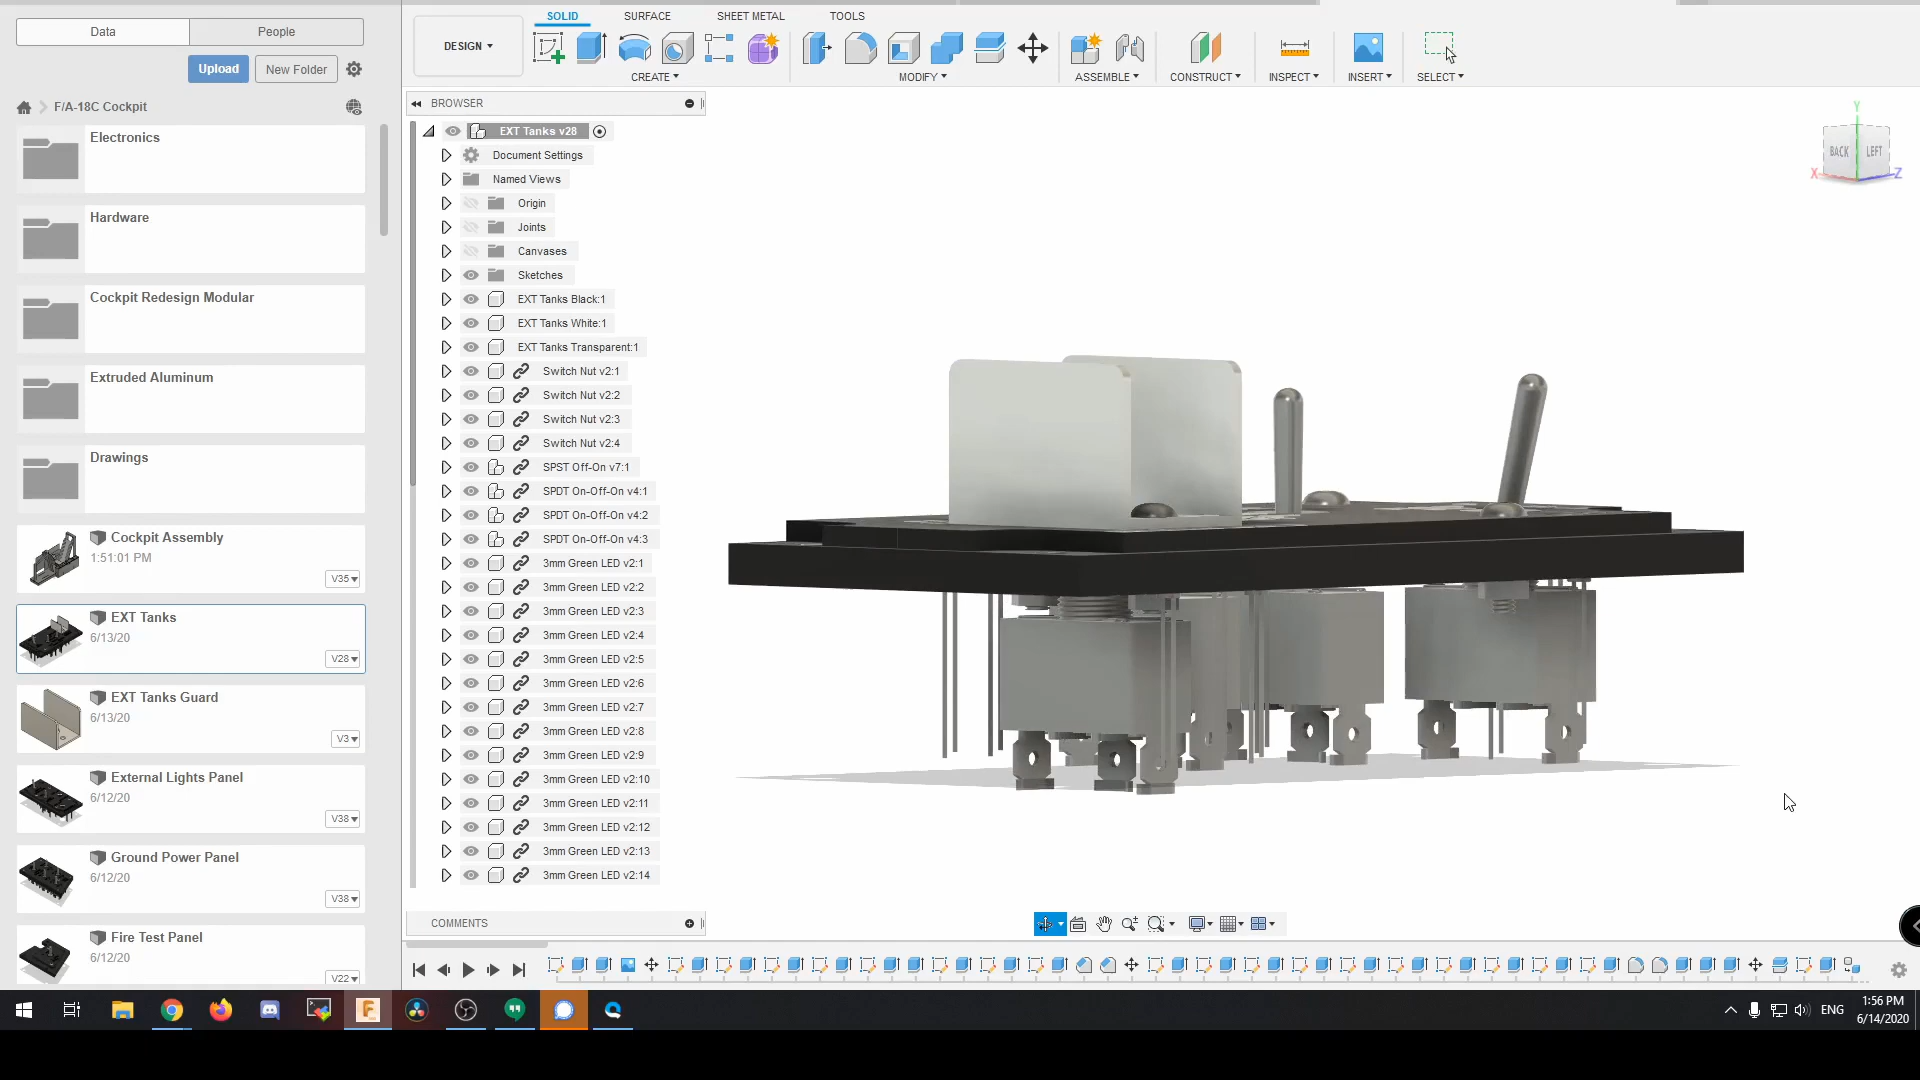 Data
People
Upload
New Folder
F/A-18C Cockpit
Electronics
Hardware
Cockpit Redesign Modular
Extruded Aluminum
Drawings
Cockpit Assembly
1:51:01 PM
V35
EXT Tanks
6/13/20
V28
EXT Tanks Guard
6/13/20
V3
External Lights Panel
6/12/20
V38
Ground Power Panel
6/12/20
V38
Fire Test Panel
6/12/20
V22
DESIGN
SOLID
SURFACE
SHEET METAL
TOOLS
CREATE
MODIFY
ASSEMBLE
CONSTRUCT
INSPECT
INSERT
SELECT
BROWSER
EXT Tanks v28
Document Settings
Named Views
Origin
Joints
Canvases
Sketches
EXT Tanks Black:1
EXT Tanks White:1
EXT Tanks Transparent:1
Switch Nut v2:1
Switch Nut v2:2
Switch Nut v2:3
Switch Nut v2:4
SPST Off-On v7:1
SPDT On-Off-On v4:1
SPDT On-Off-On v4:2
SPDT On-Off-On v4:3
3mm Green LED v2:1
3mm Green LED v2:2
3mm Green LED v2:3
3mm Green LED v2:4
3mm Green LED v2:5
3mm Green LED v2:6
3mm Green LED v2:7
3mm Green LED v2:8
3mm Green LED v2:9
3mm Green LED v2:10
3mm Green LED v2:11
3mm Green LED v2:12
3mm Green LED v2:13
3mm Green LED v2:14
COMMENTS
Y
BACK
LEFT
X
Z
ENG
1:56 PM
6/14/2020